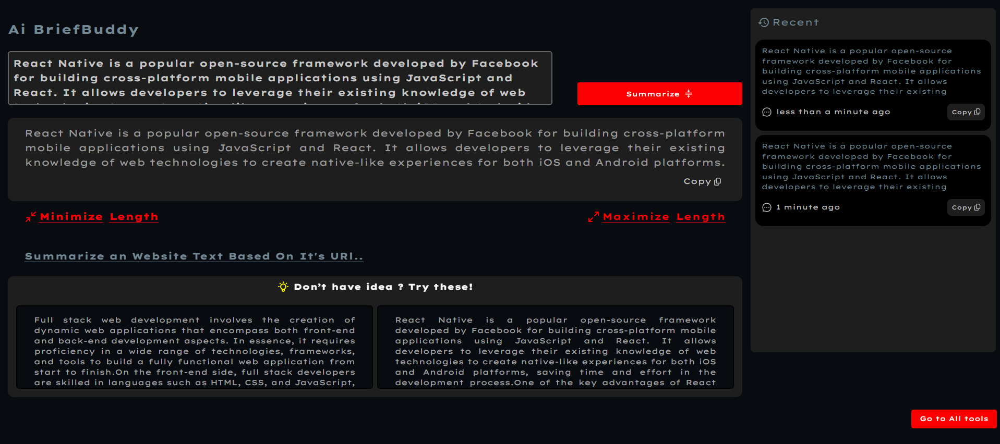 Ai BriefBuddy
React Native is a popular open-source framework developed by Facebook
for building cross-platform mobile applications using JavaScript and
React. It allows developers to leverage their existing knowledge of web
Summarize
React Native is a popular open-source framework developed by Facebook for building cross-platform
mobile applications using JavaScript and React. It allows developers to leverage their existing
knowledge of web technologies to create native-like experiences for both iOS and Android platforms.
Copy
Minimize Length
Maximize Length
Summarize an Website Text Based On It's URl..
Don’t have idea ? Try these!
Full stack web development involves the creation of
dynamic web applications that encompass both front-end
and back-end development aspects. In essence, it requires
proficiency in a wide range of technologies, frameworks,
and tools to build a fully functional web application from
start to finish.On the front-end side, full stack developers
are skilled in languages such as HTML, CSS, and JavaScript,
React Native is a popular open-source framework
developed by Facebook for building cross-platform mobile
applications using JavaScript and React. It allows
developers to leverage their existing knowledge of web
technologies to create native-like experiences for both iOS
and Android platforms, saving time and effort in the
development process.One of the key advantages of React
Recent
React Native is a popular open-source
framework developed by Facebook for
building cross-platform mobile applications
using JavaScript and React. It allows
developers to leverage their existing
less than a minute ago
Copy
React Native is a popular open-source
framework developed by Facebook for
building cross-platform mobile applications
using JavaScript and React. It allows
developers to leverage their existing
1 minute ago
Copy
Go to All tools